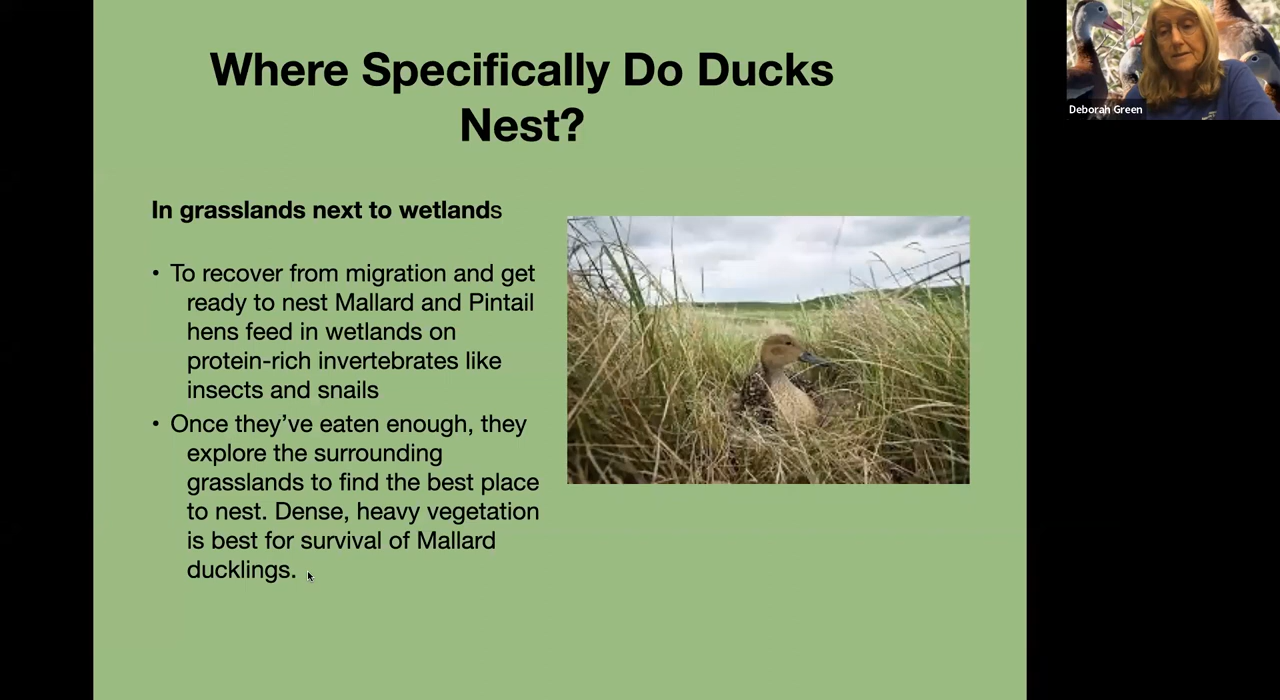 Where Specifically Do Ducks
Nest?
Deborah Green
In grasslands next to wetlands
• To recover from migration and get
ready to nest Mallard and Pintail
hens feed in wetlands on
protein-rich invertebrates like
insects and snails
• Once they’ve eaten enough, they
explore the surrounding
grasslands to find the best place
to nest. Dense, heavy vegetation
is best for survival of Mallard
ducklings.